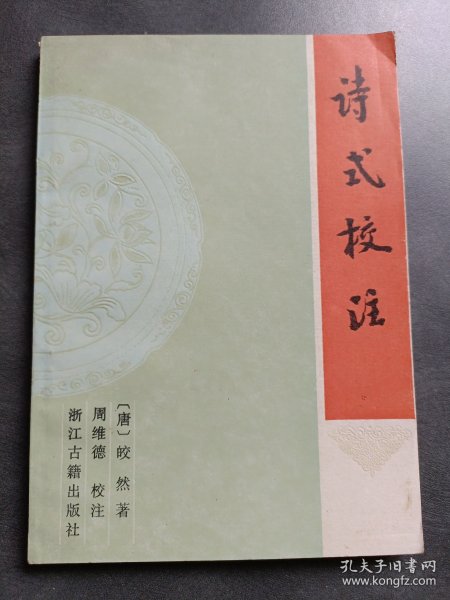 诗式校注
〔唐〕皎然著
周维德 校注
浙江古籍出版社
孔夫子旧书网
www.kongfz.com